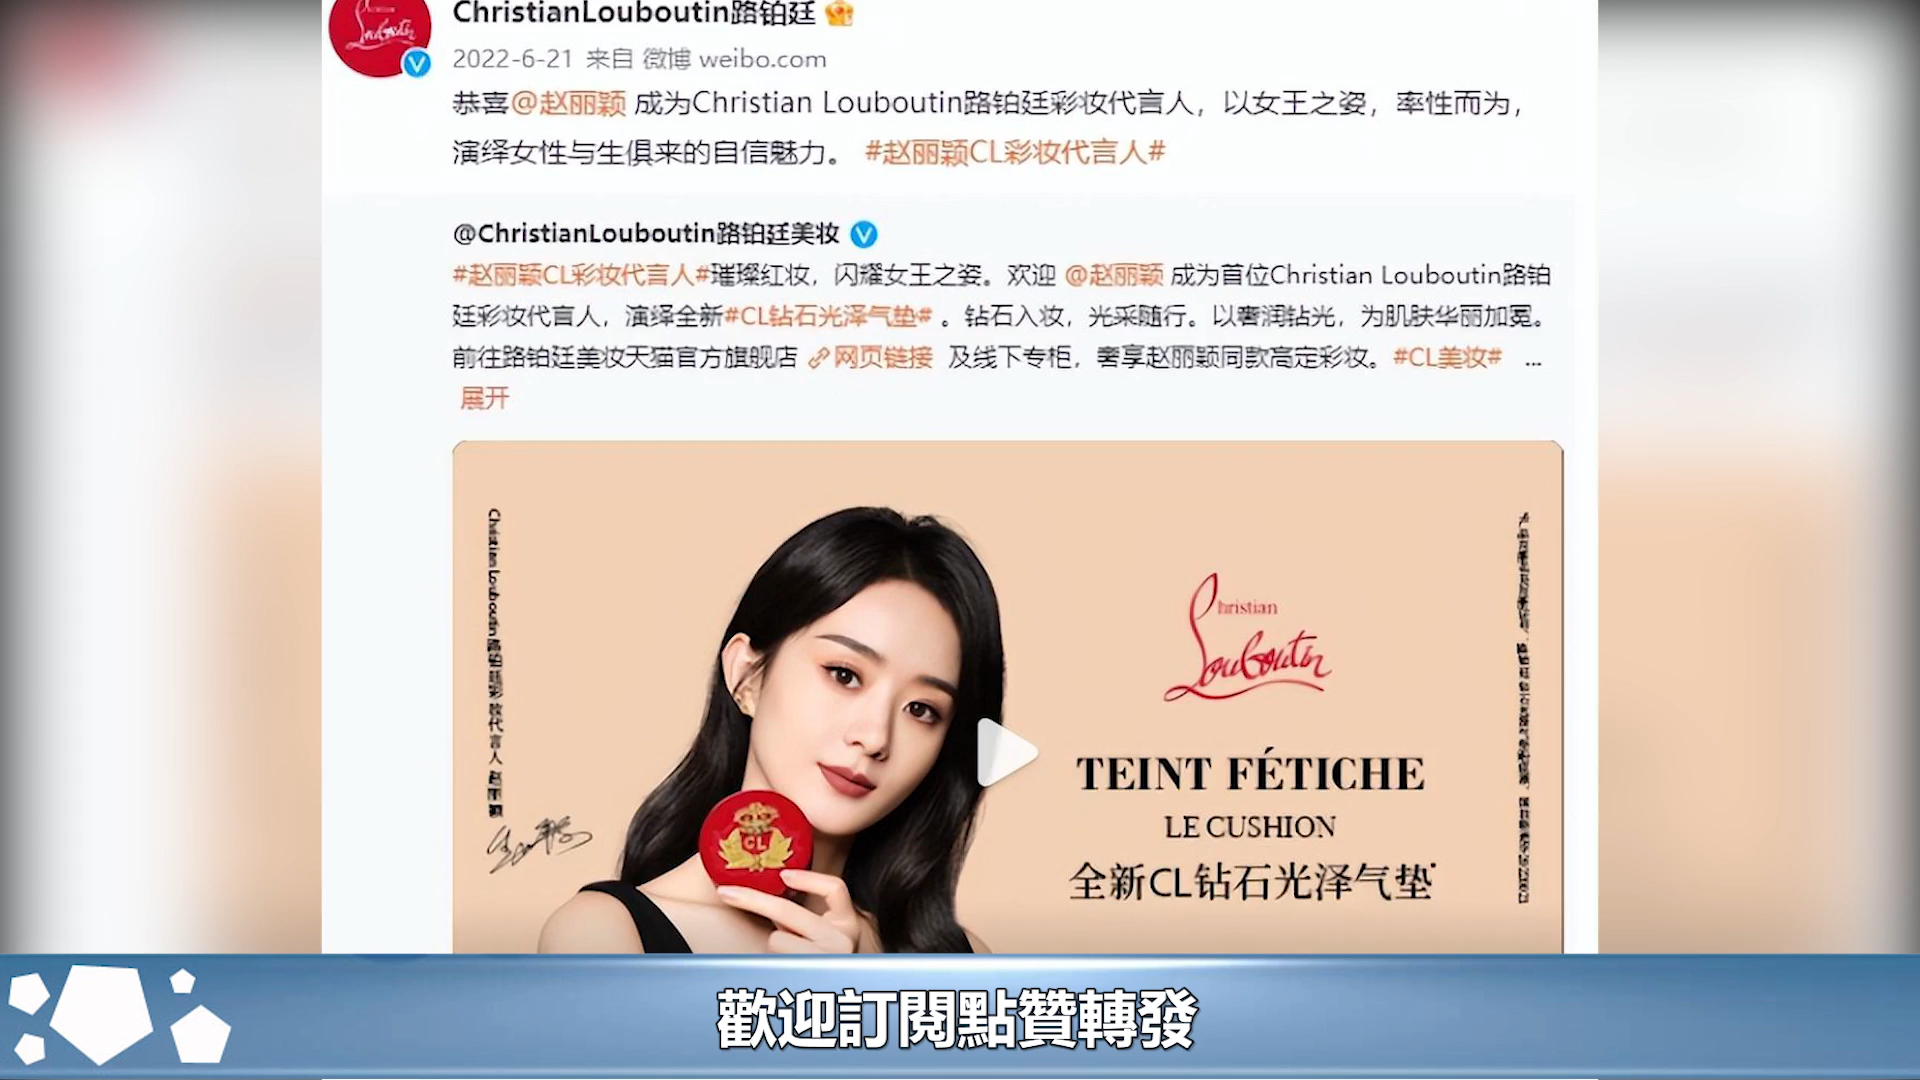 ChristianLouboutin路铂廷
2022-6-21 来自 微博 weibo.com
恭喜@赵丽颖 成为Christian Louboutin路铂廷彩妆代言人，以女王之姿，率性而为，
演绎女性与生俱来的自信魅力。 #赵丽颖CL彩妆代言人#
@ChristianLouboutin路铂廷美妆
#赵丽颖CL彩妆代言人#璀璨红妆，闪耀女王之姿。欢迎 @赵丽颖 成为首位Christian Louboutin路铂
廷彩妆代言人，演绎全新#CL钻石光泽气垫# 。钻石入妆，光采随行。以奢润钻光，为肌肤华丽加冕。
前往路铂廷美妆天猫官方旗舰店 网页链接 及线下专柜，奢享赵丽颖同款高定彩妆。#CL美妆# ...
展开
Christian Louboutin 路铂廷彩妆代言人 赵丽颖
Christian
Louboutin
TEINT FÉTICHE
LE CUSHION
全新CL钻石光泽气垫
CL
歡迎訂閱點贊轉發